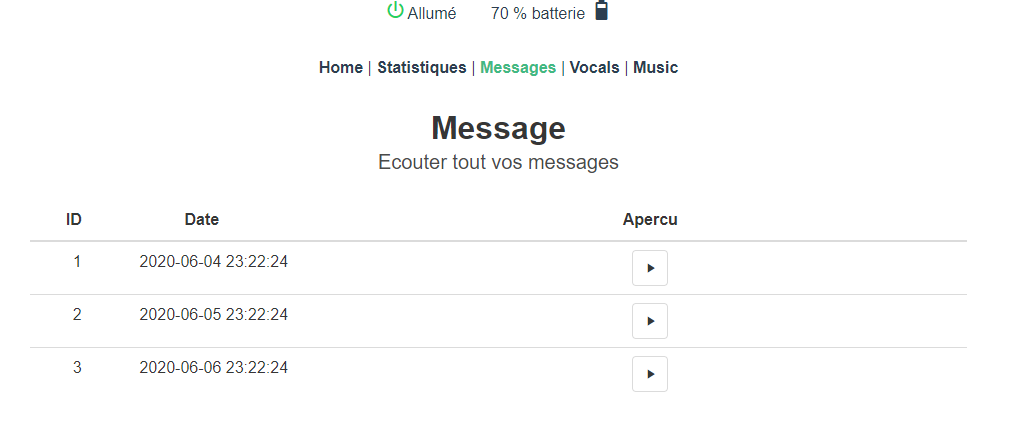 Allumé 70 % batterie
Home | Statistiques | Messages | Vocals | Music
Message
Ecouter tout vos messages
ID Date Apercu
1 2020-06-04 23:22:24
2 2020-06-05 23:22:24
3 2020-06-06 23:22:24